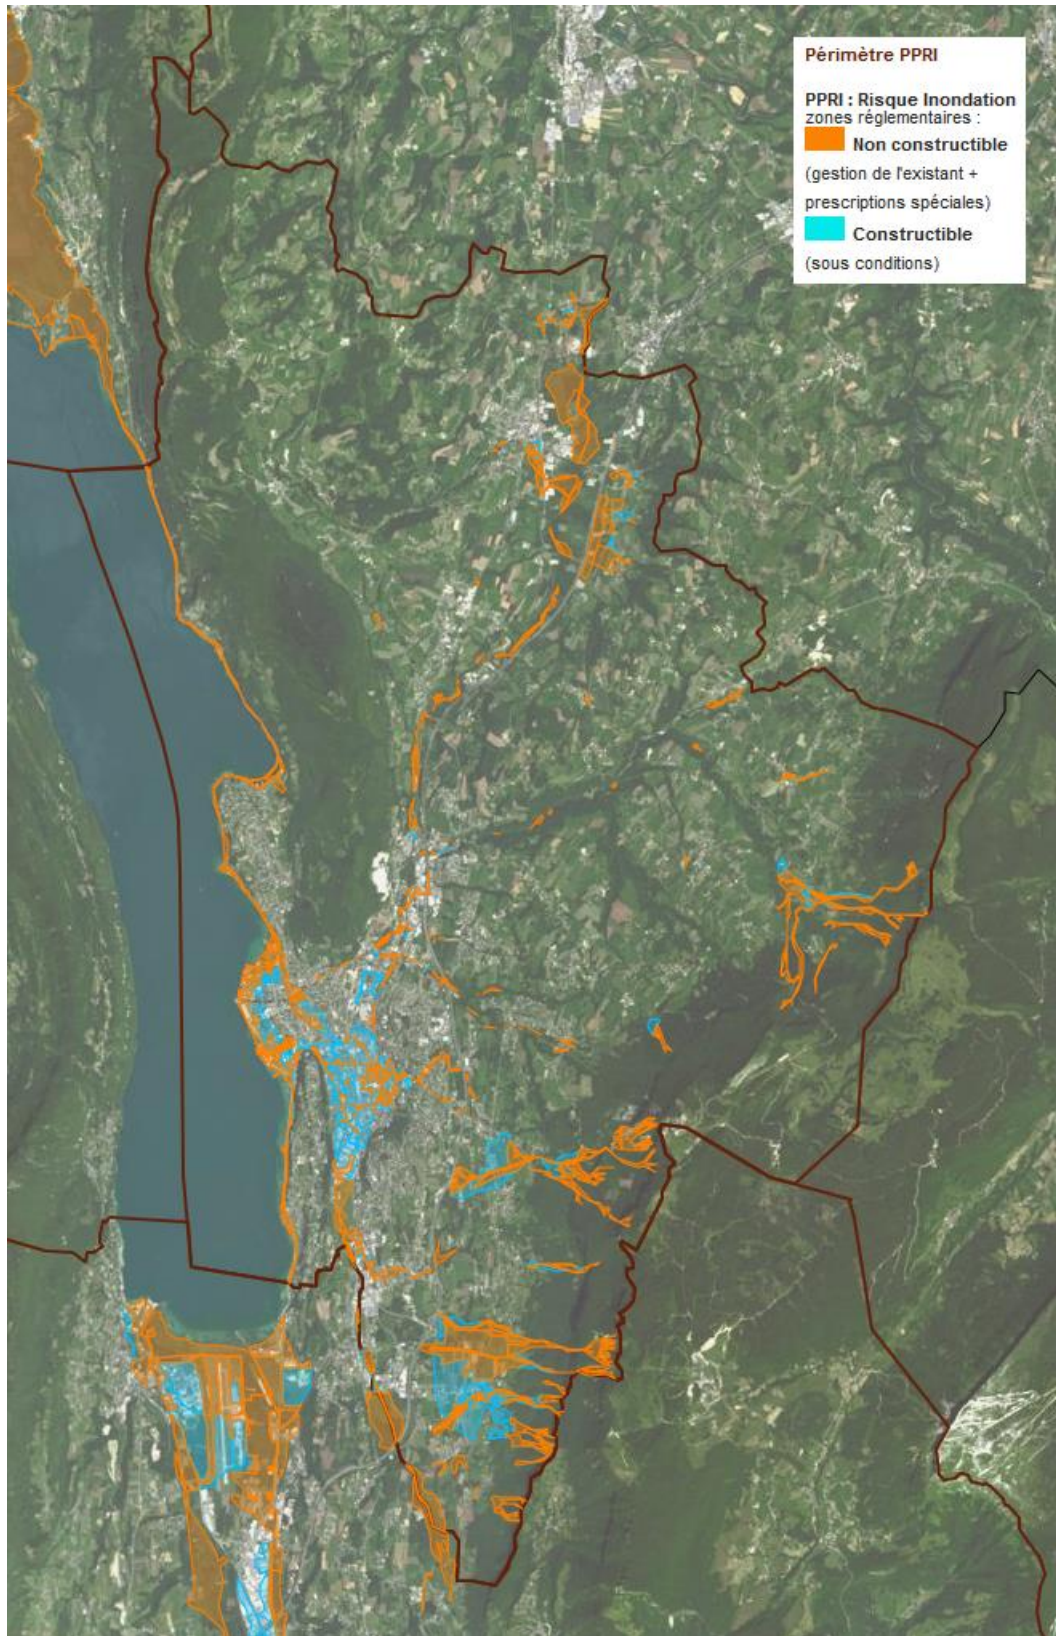 Périmètre PPRI
PPRI : Risque Inondation
zones réglementaires :
Non constructible
(gestion de l'existant +
prescriptions spéciales)
Constructible
(sous conditions)